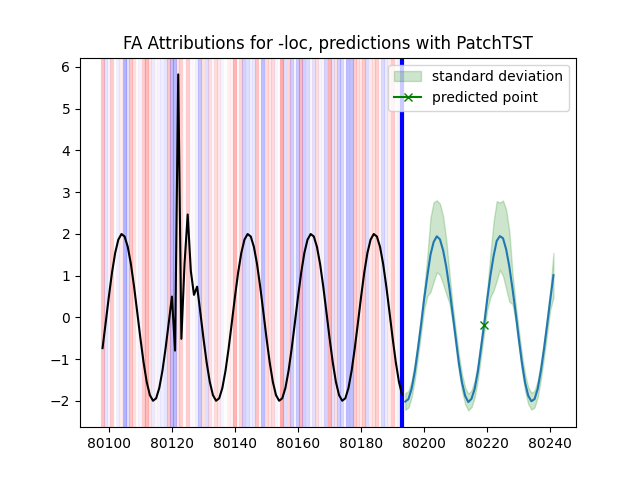 FA Attributions for -loc, predictions with PatchTST
standard deviation
predicted point
6
5
4
3
2
1
0
−1
−2
80100 80120 80140 80160 80180 80200 80220 80240